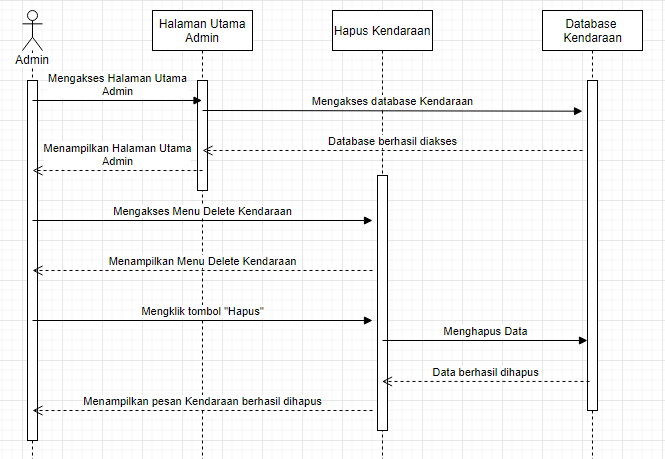 Halaman Utama
Admin
Hapus Kendaraan
Database
Kendaraan
Admin
Mengakses Halaman Utama
Admin
Mengakses database Kendaraan
Database berhasil diakses
Menampilkan Halaman Utama
Admin
Mengakses Menu Delete Kendaraan
Menampilkan Menu Delete Kendaraan
Mengklik tombol "Hapus"
Menghapus Data
Data berhasil dihapus
Menampilkan pesan Kendaraan berhasil dihapus